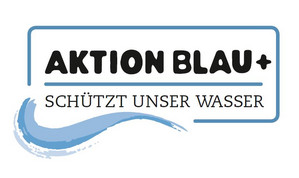 AKTION BLAU+
SCHÜTZT UNSER WASSER